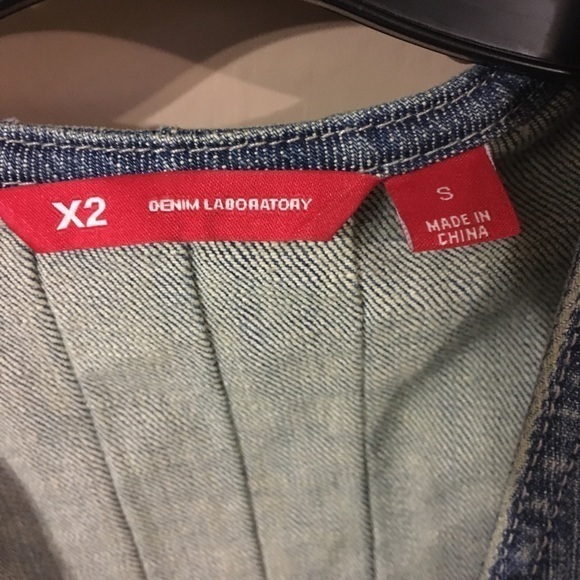 X2 DENIM LABORATORY
S
MADE IN
CHINA